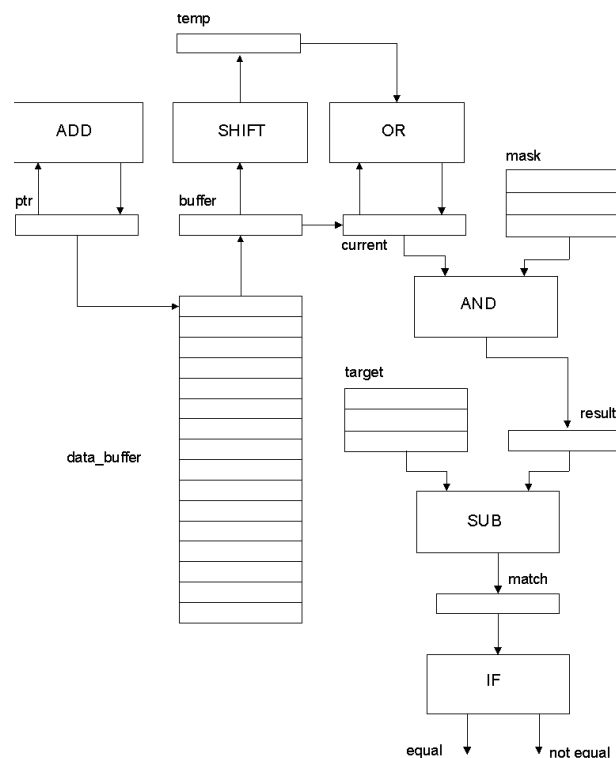 temp
ADD
SHIFT
OR
mask
ptr
buffer
current
AND
target
result
data_buffer
SUB
match
IF
equal
not equal